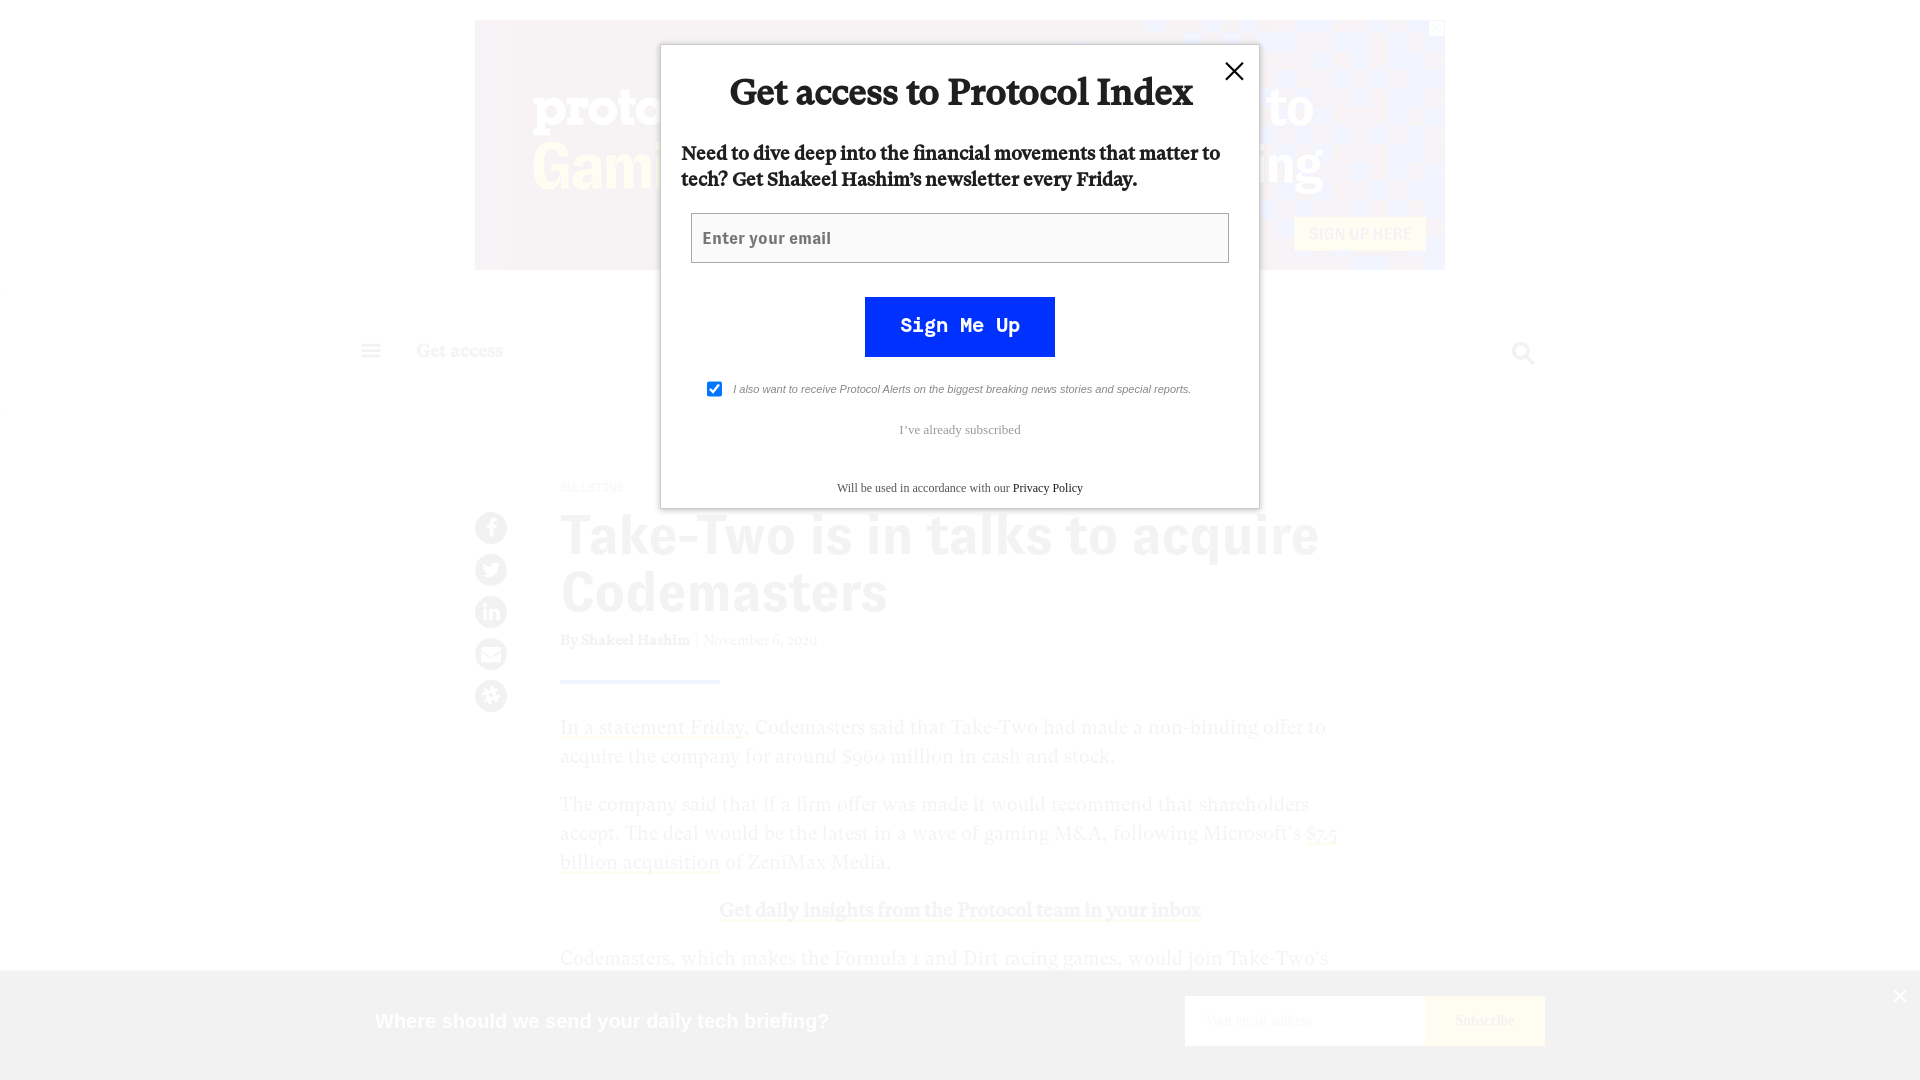 proto
to
Gami
ing
SIGN UP HERE
Get access to Protocol Index
Need to dive deep into the financial movements that matter to
tech? Get Shakeel Hashim's newsletter every Friday.
Enter your email
Sign Me Up
I also want to receive Protocol Alerts on the biggest breaking news stories and special reports.
I've already subscribed
Will be used in accordance with our Privacy Policy
Get access
BULLETINS
Take-Two is in talks to acquire
Codemasters
By Shakeel Hashim | November 6, 2020
In a statement Friday, Codemasters said that Take-Two had made a non-binding offer to
acquire the company for around $960 million in cash and stock.
The company said that if a firm offer was made it would recommend that shareholders
accept. The deal would be the latest in a wave of gaming M&A, following Microsoft's $7.5
billion acquisition of ZeniMax Media.
Get daily insights from the Protocol team in your inbox
Codemasters, which makes the Formula 1 and Dirt racing games, would join Take-Two's
Where should we send your daily tech briefing?
Your email address
Subscribe